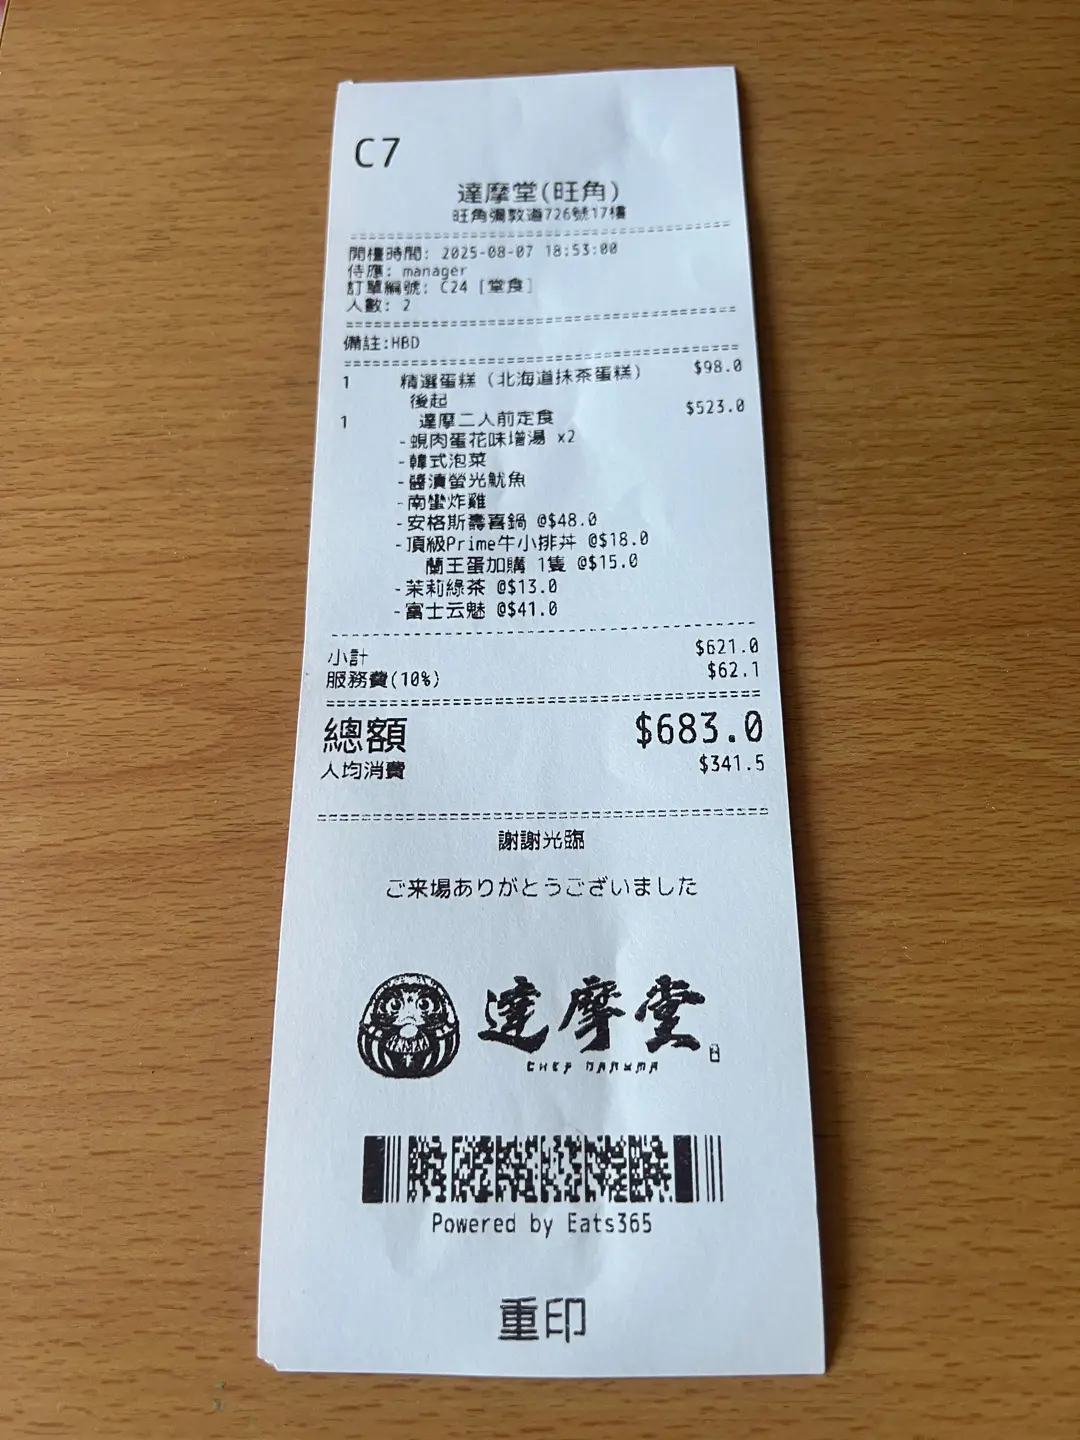 C7
達摩堂(旺角)
旺角彌敦道726號17樓
開檯時間: 2025-08-07 18:53:00
侍應: manager
訂單編號: C24 [堂食]
人數: 2
備註:HBD
1 精選蛋糕 (北海道抹茶蛋糕) $98.0
後起
1 達摩二人前定食 $523.0
-蜆肉蛋花味增湯 x2
-韓式泡菜
-醬漬螢光魷魚
-南蠻炸雞
-安格斯壽喜鍋 @$48.0
-頂級Prime牛小排丼 @$18.0
蘭王蛋加購 1隻 @$15.0
-茉莉綠茶 @$13.0
-富士云魅 @$41.0
小計 $621.0
服務費(10%) $62.1
總額 $683.0
人均消費 $341.5
謝謝光臨
ご来場ありがとうございました
達摩堂
CHEF DARUMA
Powered by Eats365
重印